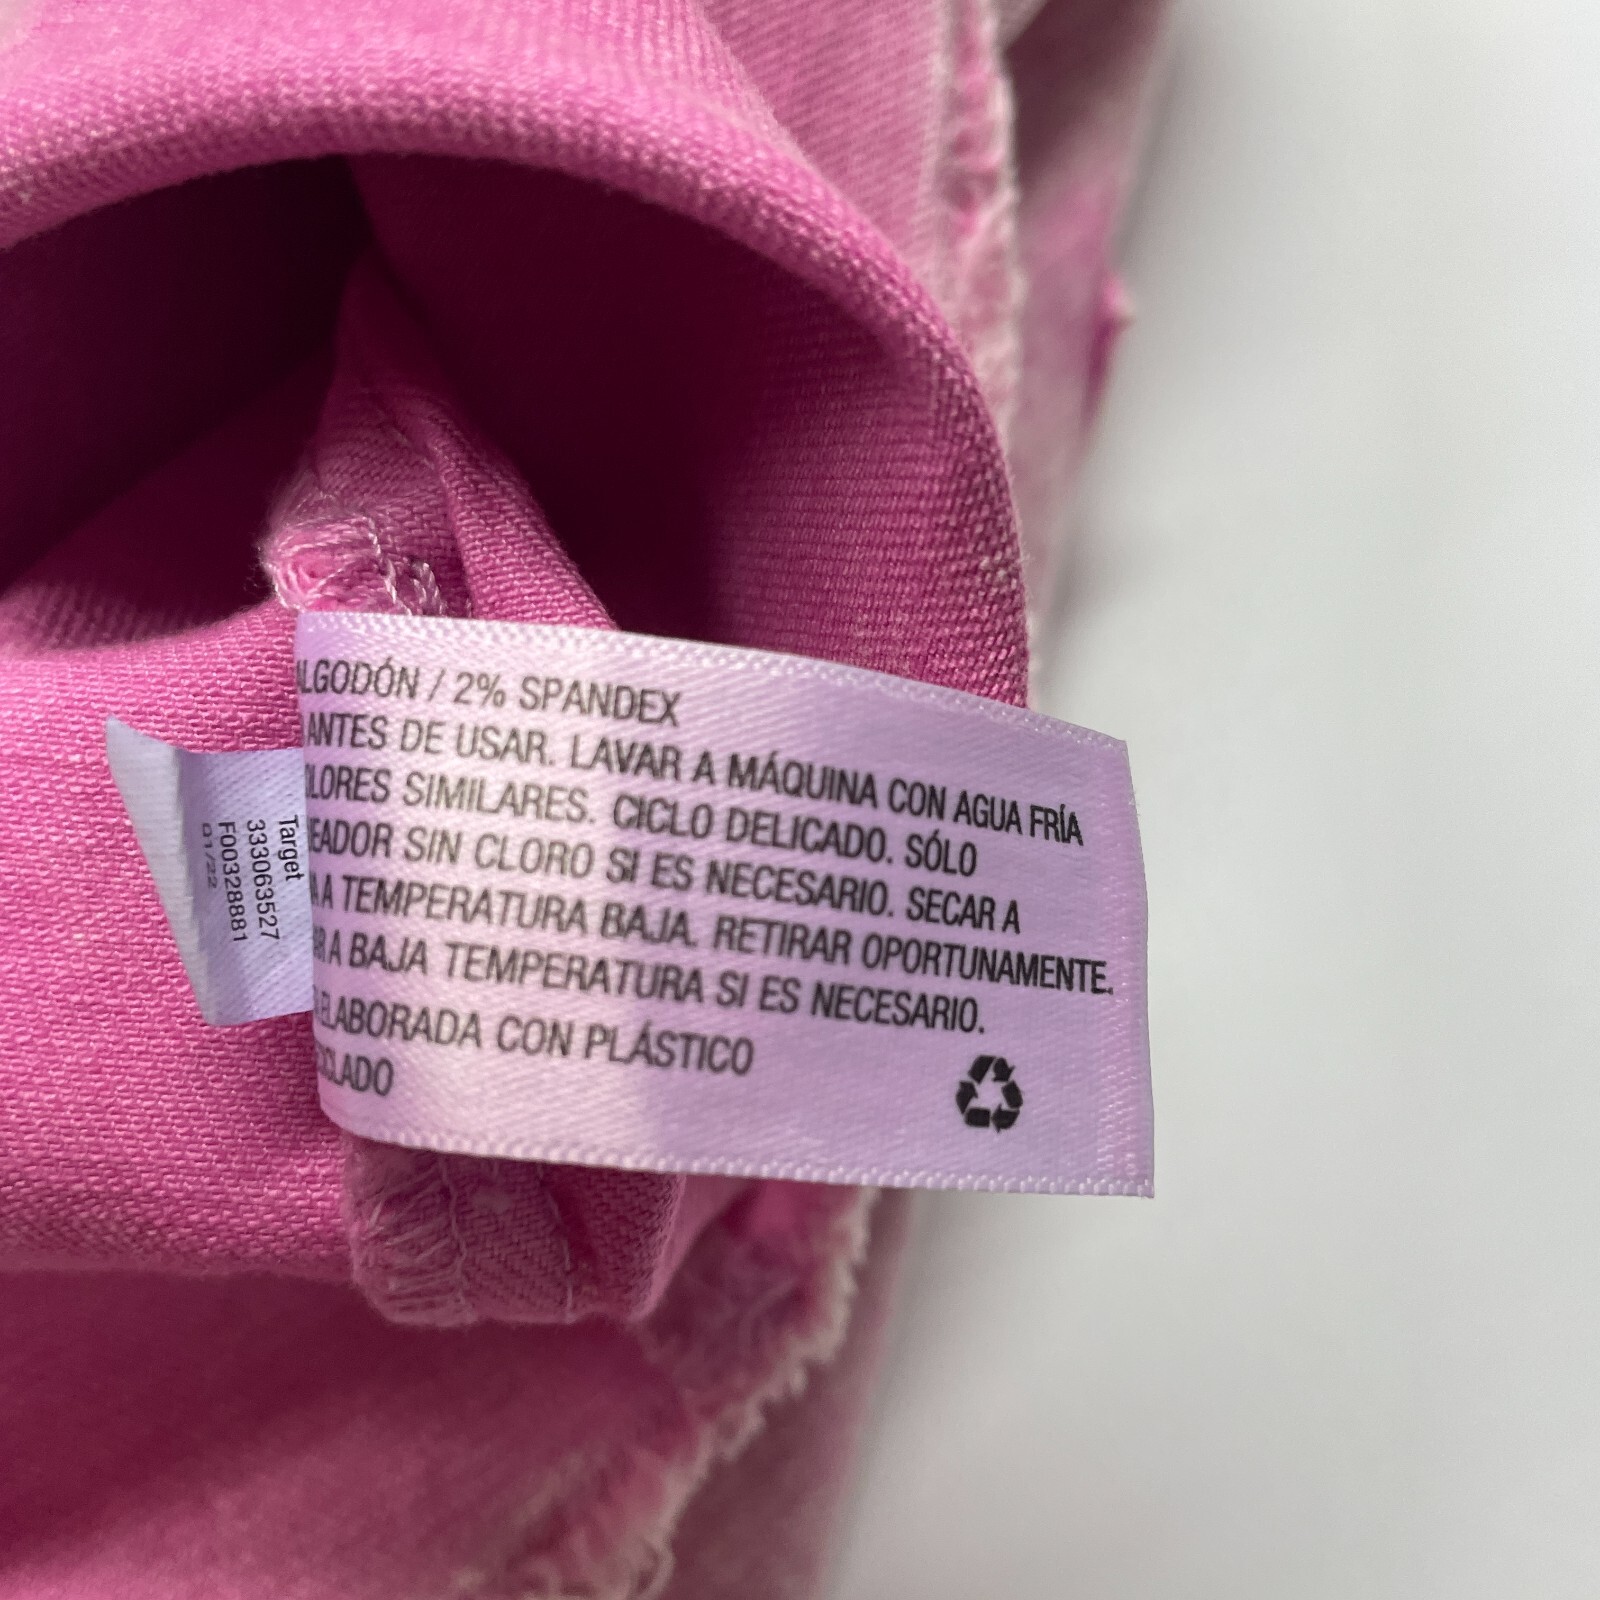 ALGODÓN / 2% SPANDEX
ANTES DE USAR. LAVAR A MÁQUINA CON AGUA FRÍA
OLORES SIMILARES. CICLO DELICADO. SÓLO
EADOR SIN CLORO SI ES NECESARIO. SECAR A
A A TEMPERATURA BAJA. RETIRAR OPORTUNAMENTE.
AR A BAJA TEMPERATURA SI ES NECESARIO.
ELABORADA CON PLÁSTICO
CLADO
Target
333063527
F00328881
01/22